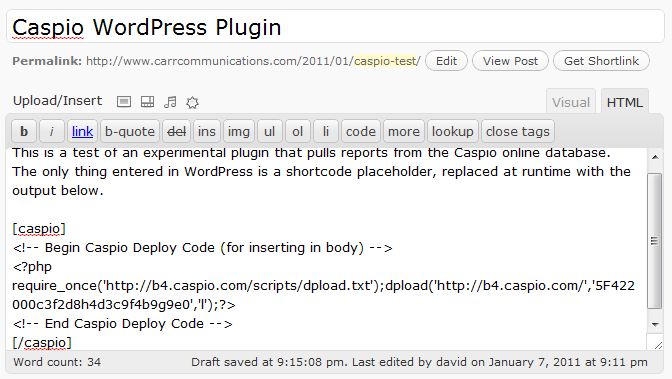 Caspio WordPress Plugin
Permalink: http://www.carrcommunications.com/2011/01/caspio-test/ Edit View Post Get Shortlink
Upload/Insert Visual HTML
b i link b-quote del ins img ul ol li code more lookup close tags
This is a test of an experimental plugin that pulls reports from the Caspio online database.
The only thing entered in WordPress is a shortcode placeholder, replaced at runtime with the
output below.
[caspio]
<!-- Begin Caspio Deploy Code (for inserting in body) -->
<?php
require_once('http://b4.caspio.com/scripts/dpload.txt');dpload('http://b4.caspio.com/','5F422
000c3f2d8h4d3c9f4b9g9e0','l');?>
<!-- End Caspio Deploy Code -->
[/caspio]
Word count: 34 Draft saved at 9:15:08 pm. Last edited by david on January 7, 2011 at 9:11 pm